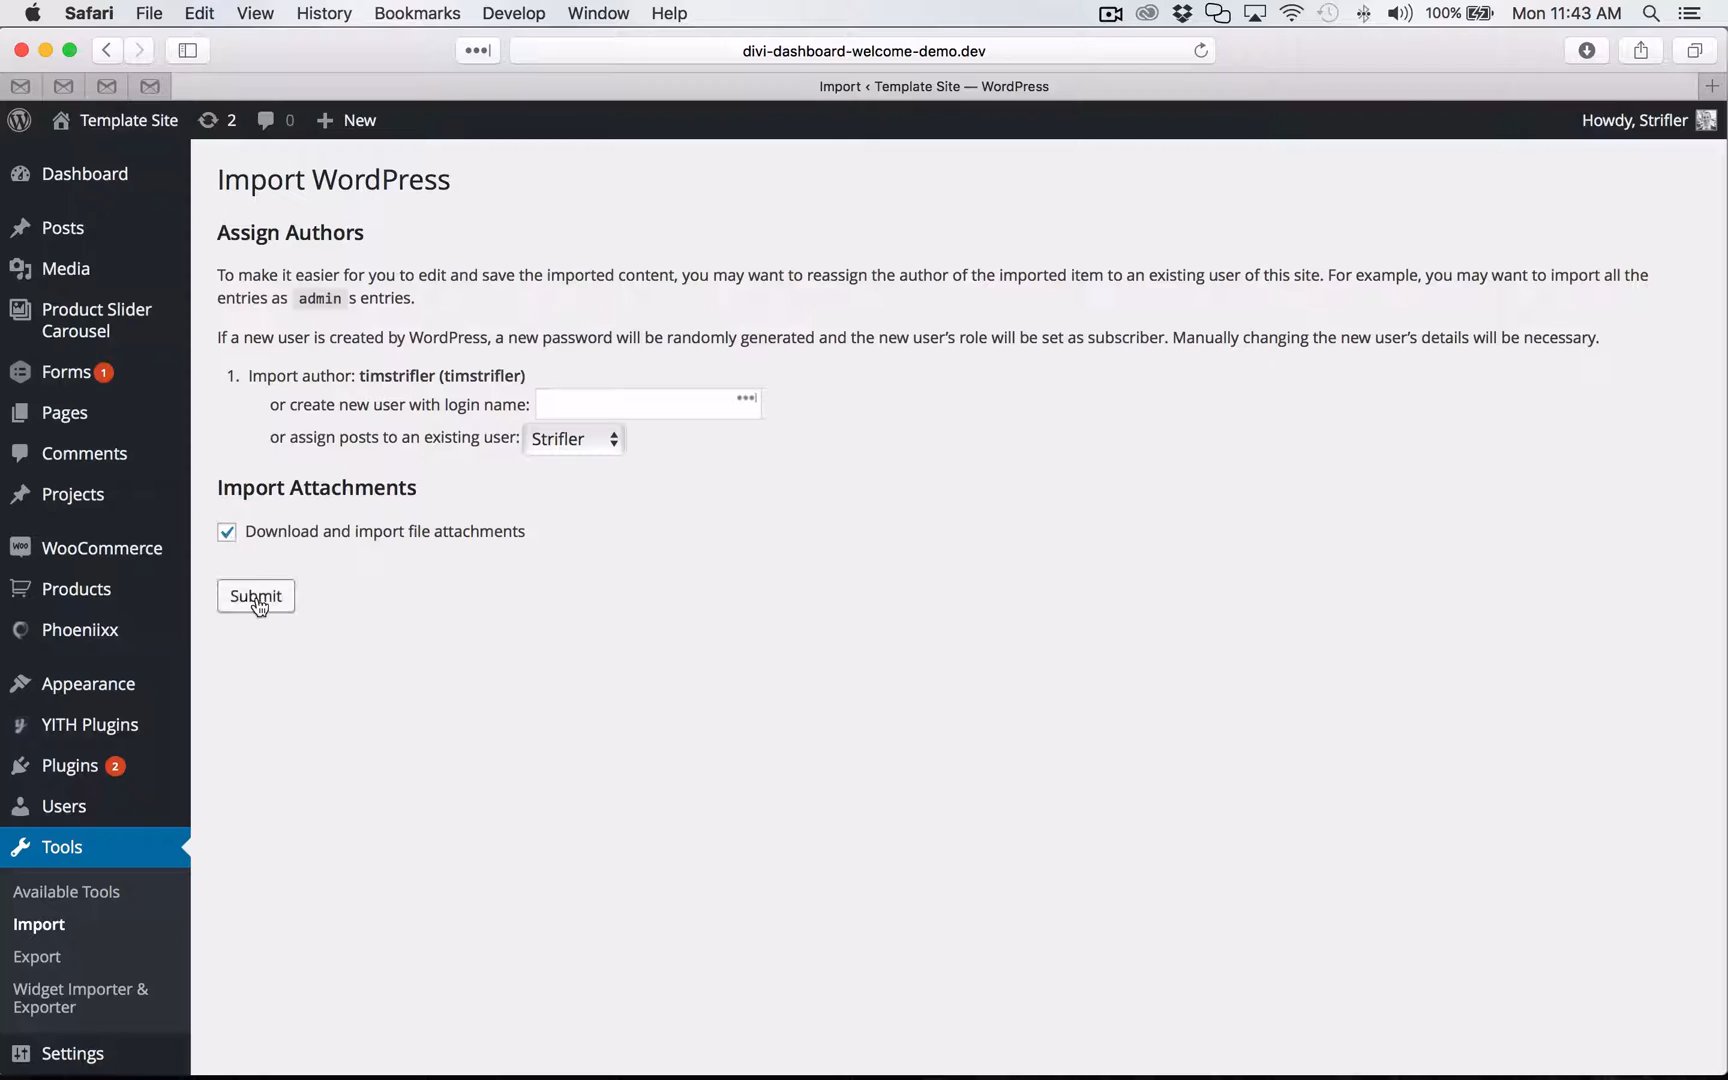 Safari File Edit View History Bookmarks Develop Window Help 100% Mon 11:43 AM
divi-dashboard-welcome-demo.dev
Import ‹ Template Site — WordPress
Template Site 2 0 New Howdy, Strifler
Dashboard
Posts
Media
Product Slider
Carousel
Forms 1
Pages
Comments
Projects
WooCommerce
Products
Phoeniixx
Appearance
YITH Plugins
Plugins 2
Users
Tools
Available Tools
Import
Export
Widget Importer &
Exporter
Settings
Import WordPress
Assign Authors
To make it easier for you to edit and save the imported content, you may want to reassign the author of the imported item to an existing user of this site. For example, you may want to import all the
entries as admin s entries.
If a new user is created by WordPress, a new password will be randomly generated and the new user’s role will be set as subscriber. Manually changing the new user’s details will be necessary.
1. Import author: timstrifler (timstrifler)
or create new user with login name:
or assign posts to an existing user: Strifler
Import Attachments
Download and import file attachments
Submit